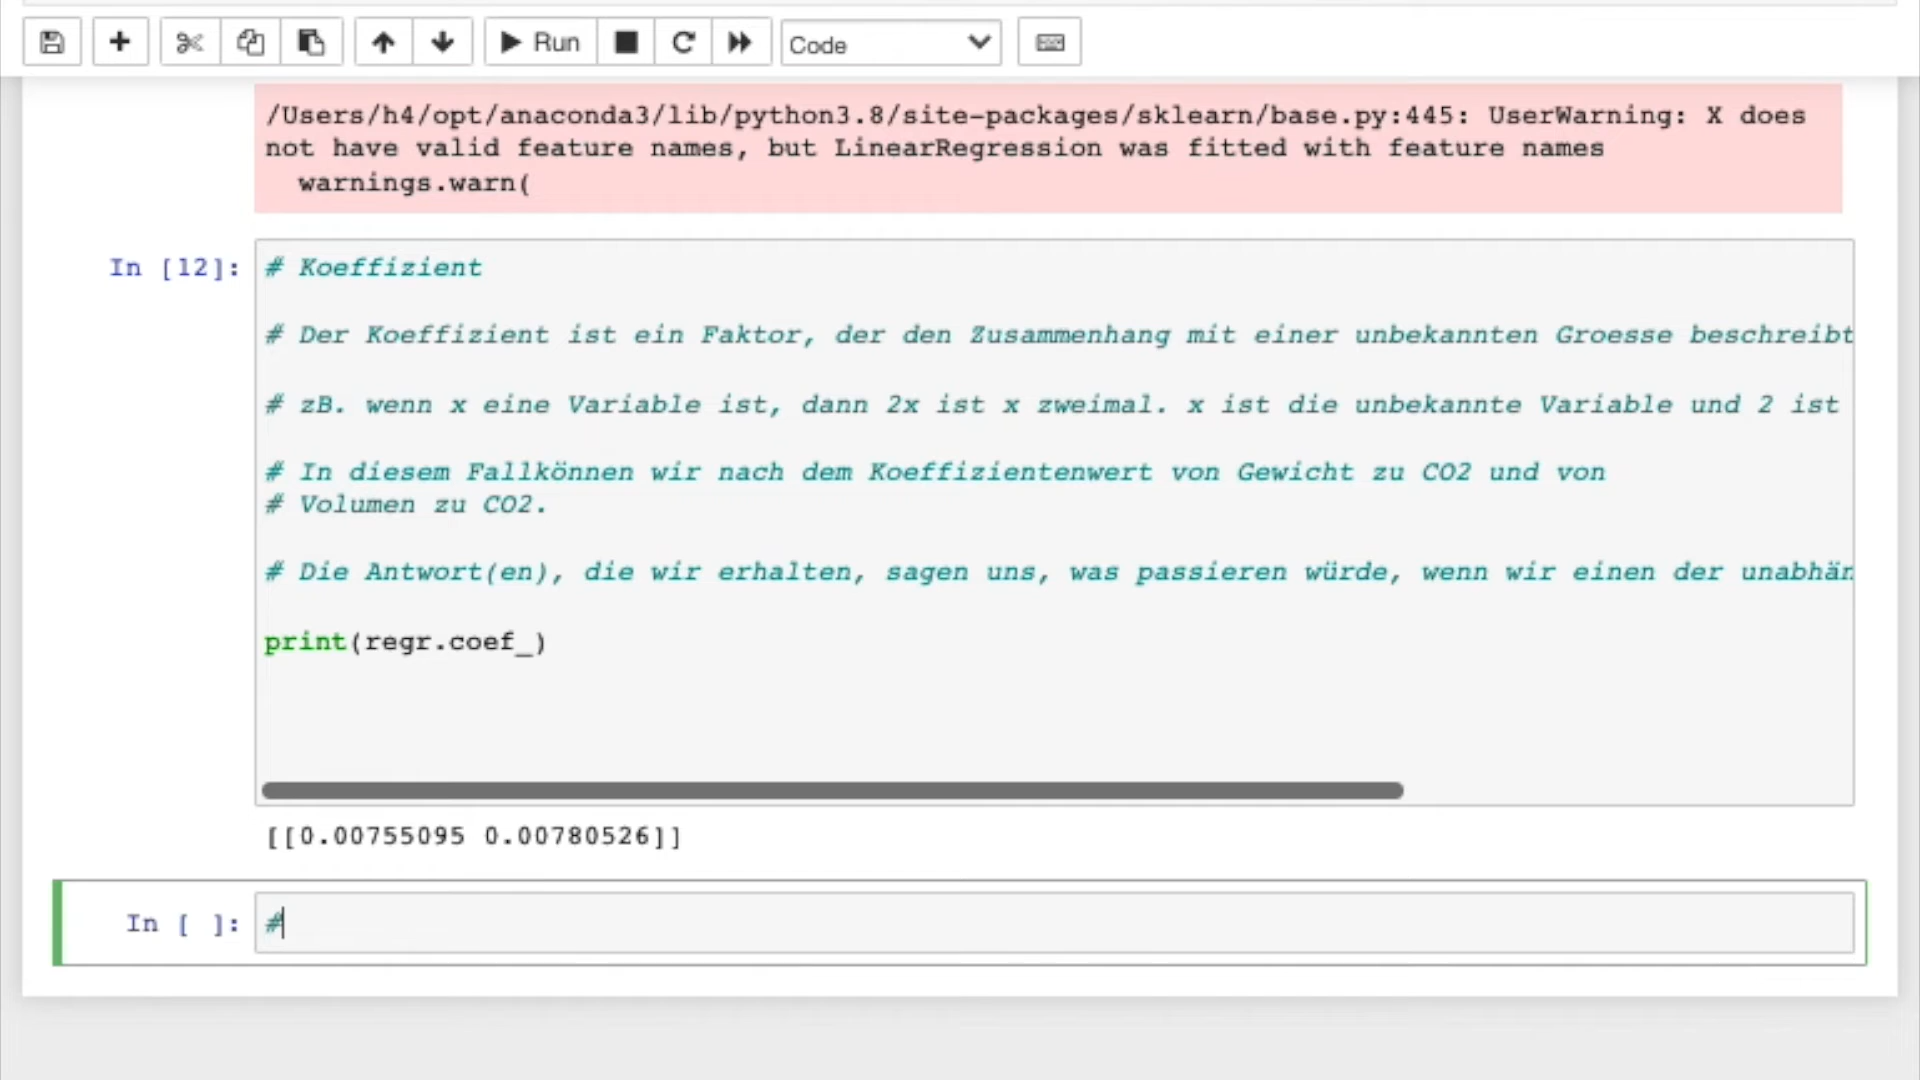 Run
Code
/Users/h4/opt/anaconda3/lib/python3.8/site-packages/sklearn/base.py:445: UserWarning: X does
not have valid feature names, but LinearRegression was fitted with feature names
warnings.warn(
In [12]:
# Koeffizient
# Der Koeffizient ist ein Faktor, der den Zusammenhang mit einer unbekannten Groesse beschreibt
# zB. wenn x eine Variable ist, dann 2x ist x zweimal. x ist die unbekannte Variable und 2 ist
# In diesem Fallkönnen wir nach dem Koeffizientenwert von Gewicht zu CO2 und von
# Volumen zu CO2.
# Die Antwort(en), die wir erhalten, sagen uns, was passieren würde, wenn wir einen der unabhän
print(regr.coef_)
[[0.00755095 0.00780526]]
In [ ]:
#